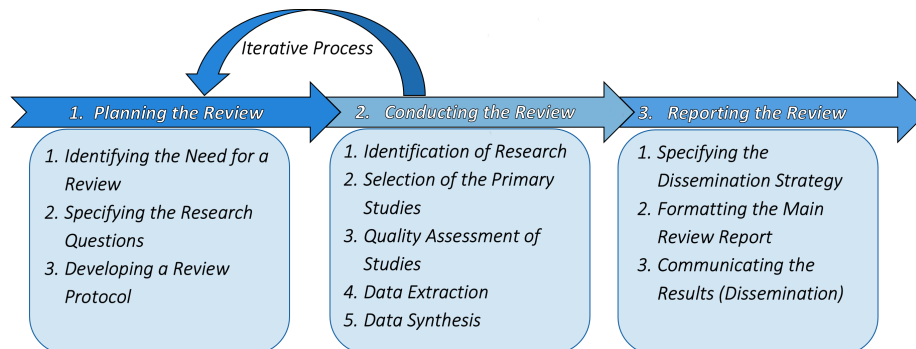 Iterative Process
1. Planning the Review
2. Conducting the Review
3. Reporting the Review
1. Identifying the Need for a
Review
2. Specifying the Research
Questions
3. Developing a Review
Protocol
1. Identification of Research
2. Selection of the Primary
Studies
3. Quality Assessment of
Studies
4. Data Extraction
5. Data Synthesis
1. Specifying the
Dissemination Strategy
2. Formatting the Main
Review Report
3. Communicating the
Results (Dissemination)